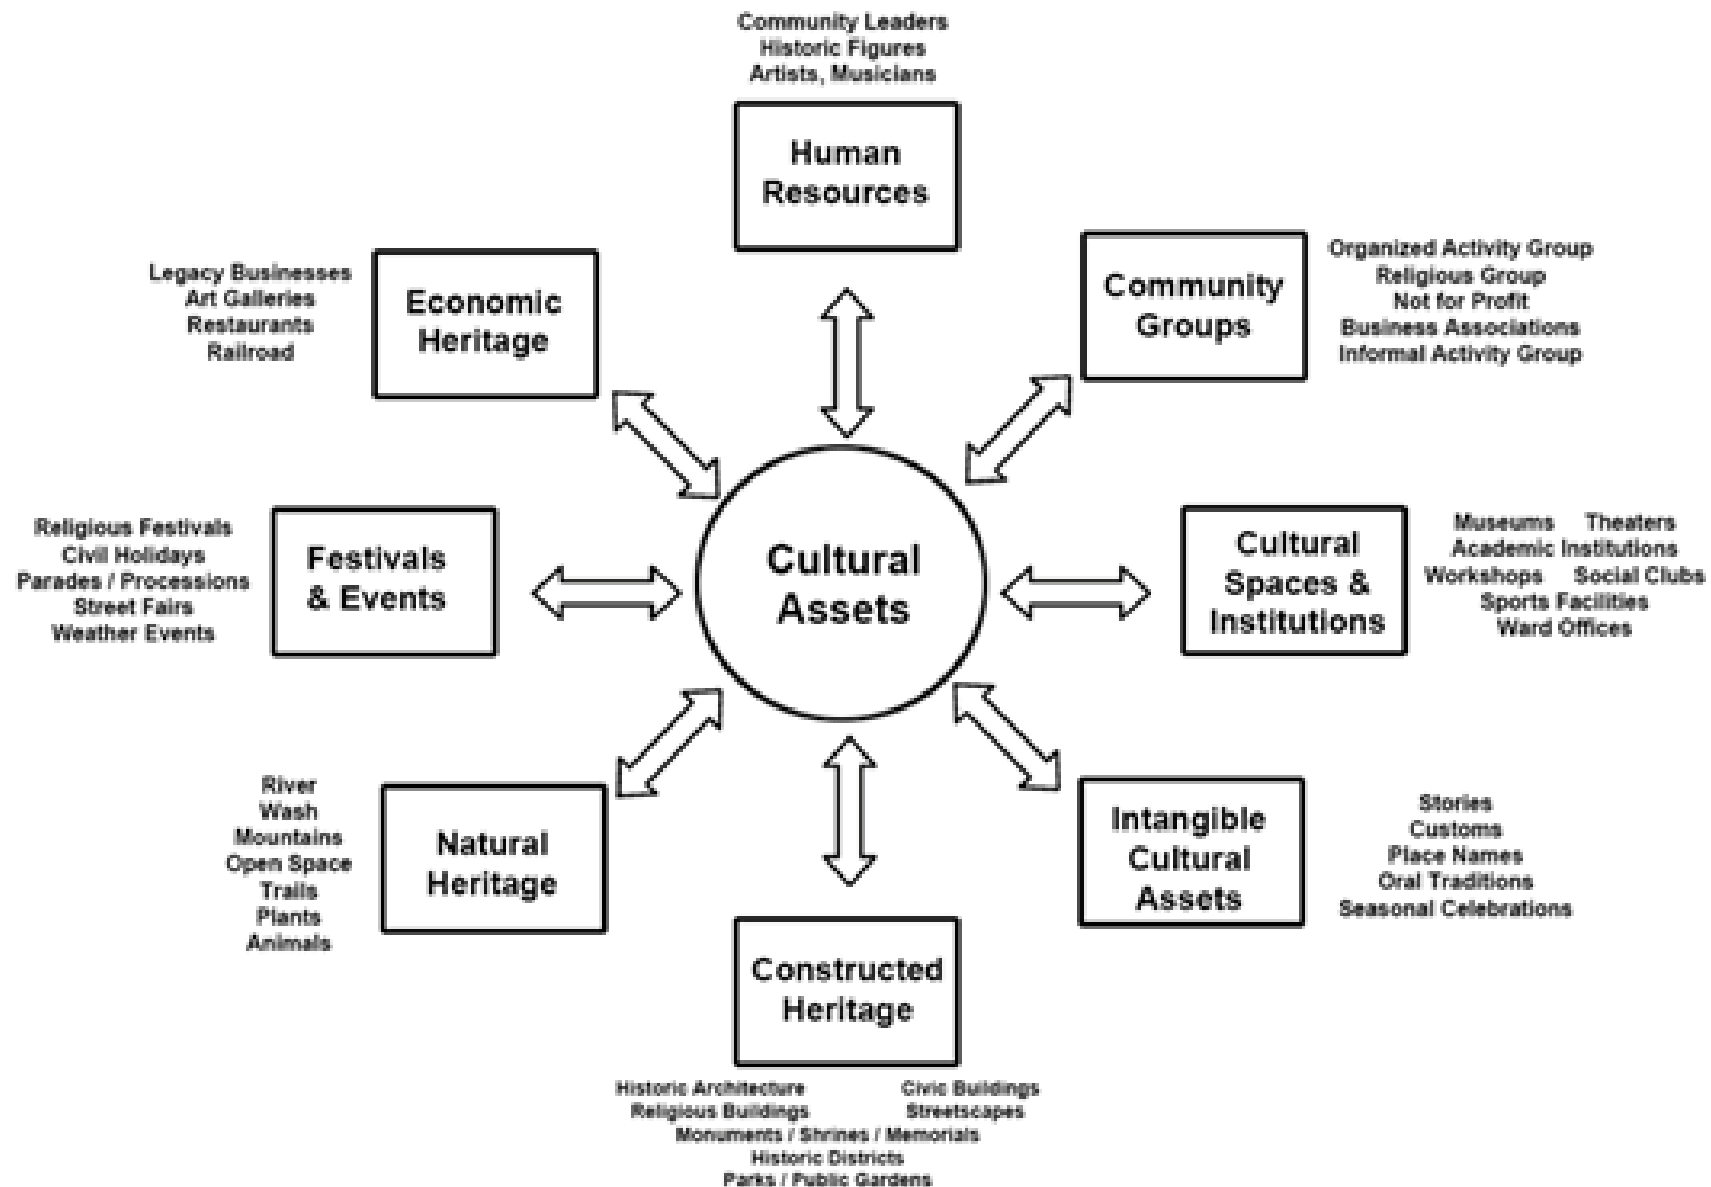 Community Leaders
Historic Figures
Artists, Musicians
Human
Resources
Legacy Businesses
Art Galleries
Restaurants
Railroad
Economic
Heritage
Community
Groups
Organized Activity Group
Religious Group
Not for Profit
Business Associations
Informal Activity Group
Religious Festivals
Civil Holidays
Parades / Processions
Street Fairs
Weather Events
Festivals
& Events
Cultural
Assets
Cultural
Spaces &
Institutions
Museums Theaters
Academic Institutions
Workshops Social Clubs
Sports Facilities
Ward Offices
River
Wash
Mountains
Open Space
Trails
Plants
Animals
Natural
Heritage
Intangible
Cultural
Assets
Stories
Customs
Place Names
Oral Traditions
Seasonal Celebrations
Constructed
Heritage
Historic Architecture Civic Buildings
Religious Buildings Streetscapes
Monuments / Shrines / Memorials
Historic Districts
Parks / Public Gardens